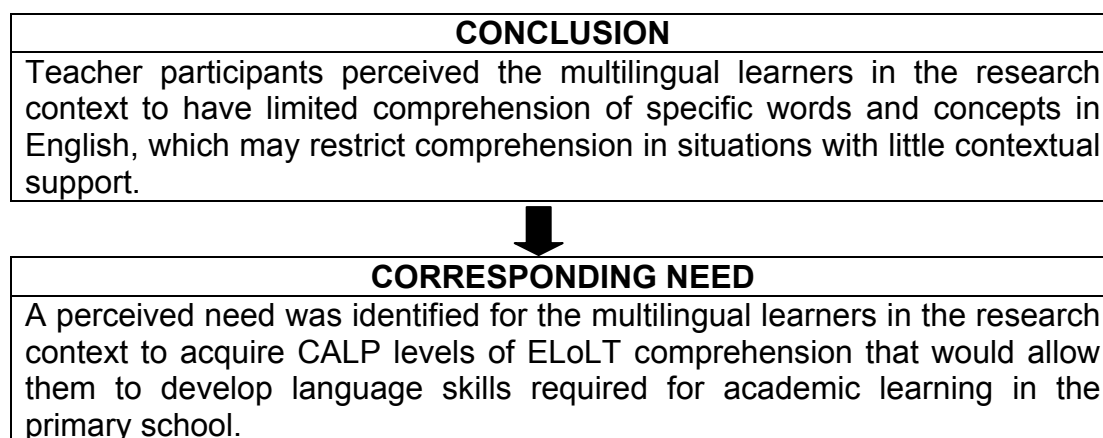 CONCLUSION
Teacher participants perceived the multilingual learners in the research
context to have limited comprehension of specific words and concepts in
English, which may restrict comprehension in situations with little contextual
support.
CORRESPONDING NEED
A perceived need was identified for the multilingual learners in the research
context to acquire CALP levels of ELoLT comprehension that would allow
them to develop language skills required for academic learning in the
primary school.